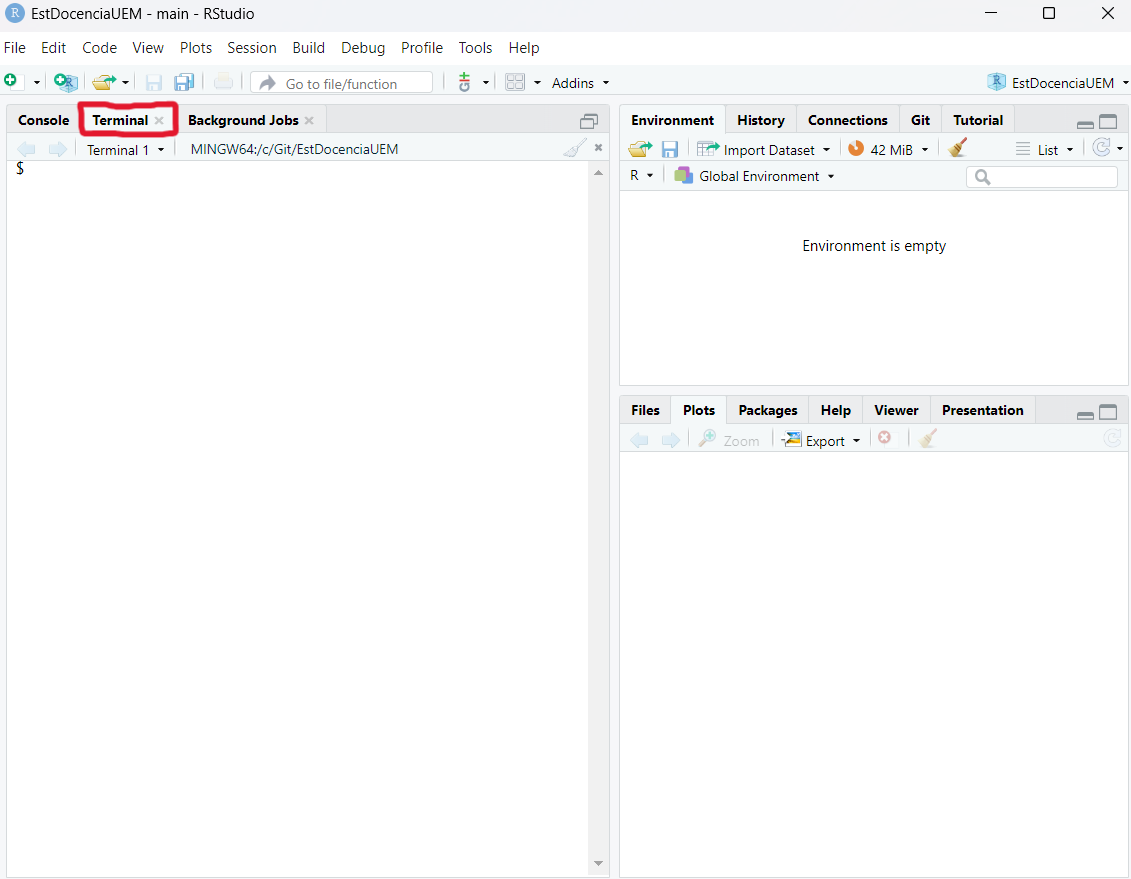 R EstDocenciaUEM - main - RStudio
File Edit Code View Plots Session Build Debug Profile Tools Help
Go to file/function Addins EstDocenciaUEM
Console Terminal Background Jobs
Terminal 1 MINGW64:/c/Git/EstDocenciaUEM
$
Environment History Connections Git Tutorial
Import Dataset 42 MiB List
R Global Environment
Environment is empty
Files Plots Packages Help Viewer Presentation
Zoom Export